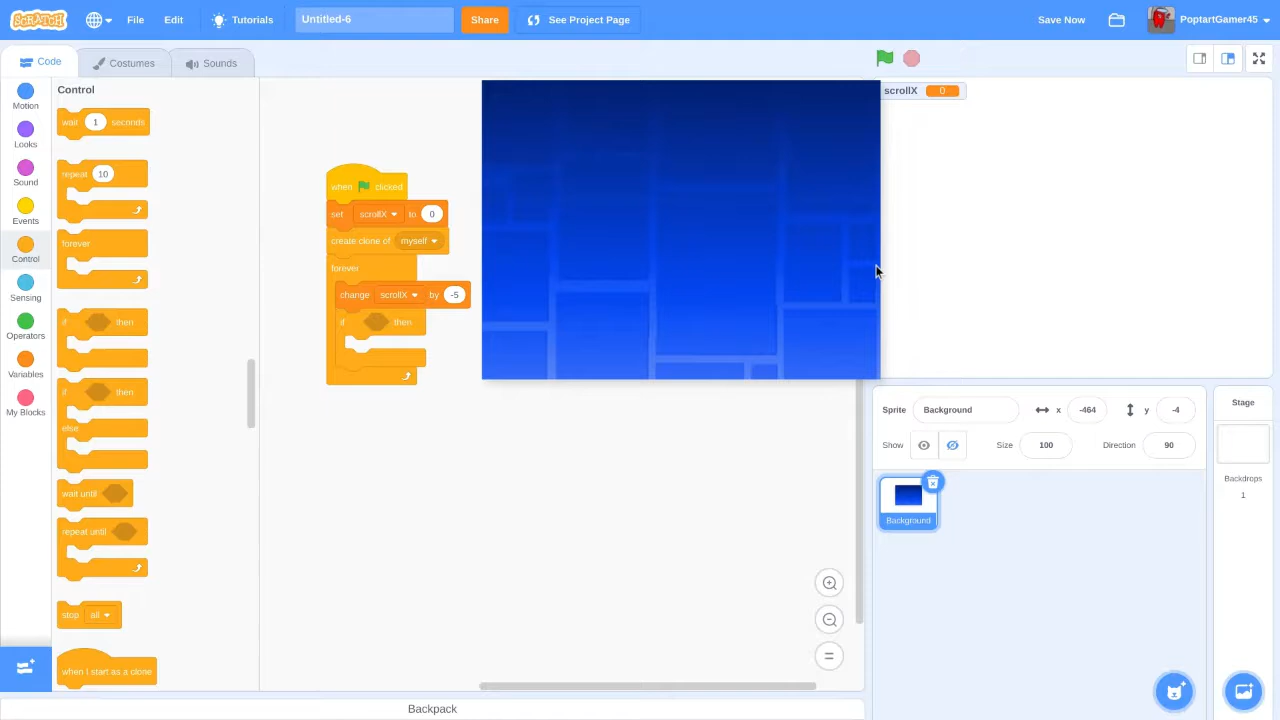 SCRATCH
File
Edit
Tutorials
Untitled-6
Share
See Project Page
Save Now
PoptartGamer45
Code
Costumes
Sounds
Motion
Looks
Sound
Events
Control
Sensing
Operators
Variables
My Blocks
Control
wait 1 seconds
repeat 10
forever
if then
if then
else
wait until
repeat until
stop all
when I start as a clone
when clicked
set scrollX to 0
create clone of myself
forever
change scrollX by -5
if then
scrollX 0
Sprite Background x -464 y -4
Show Size 100 Direction 90
Background
Stage
Backdrops
1
Backpack